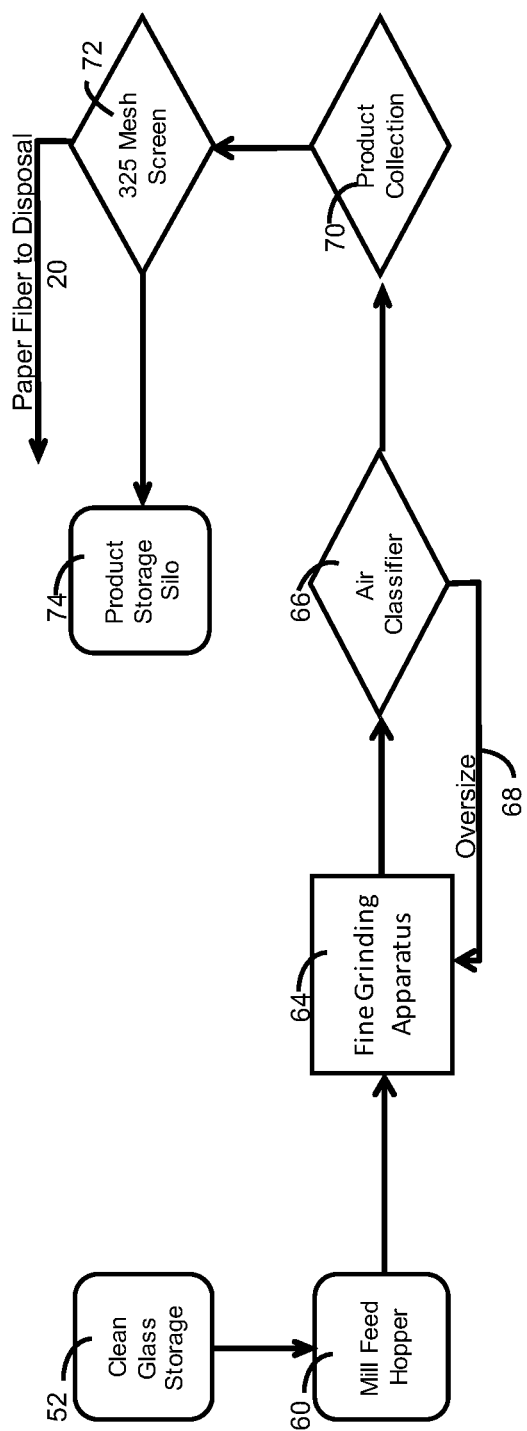 52
Clean
Glass
Storage
60
Mill Feed
Hopper
64
Fine Grinding
Apparatus
66
Air
Classifier
Oversize
68
70
Product
Collection
72
325 Mesh
Screen
Paper Fiber to Disposal
20
74
Product
Storage
Silo